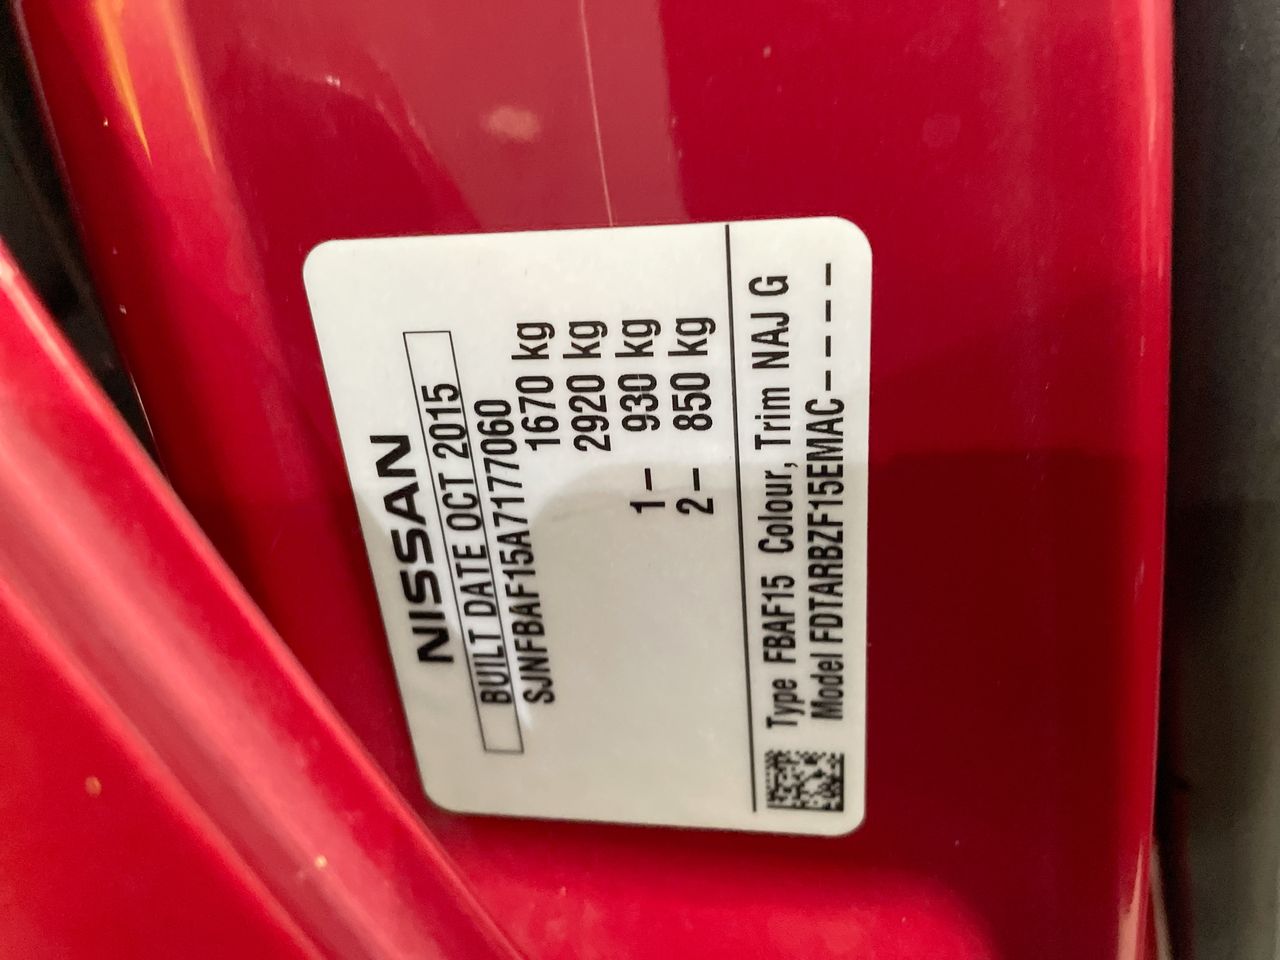 NISSAN
BUILT DATE OCT 2015
SJNFBAF15A7177060
1670 kg
2920 kg
1– 930 kg
2– 850 kg
Type FBAF15 Colour, Trim NAJ G
Model FDTARBZF15EMAC-----